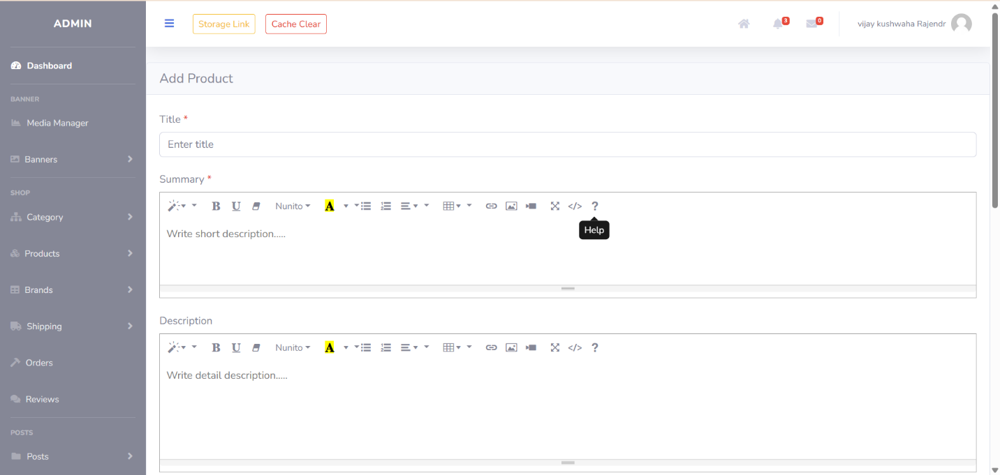 ADMIN
Dashboard
BANNER
Media Manager
Banners
SHOP
Category
Products
Brands
Shipping
Orders
Reviews
POSTS
Posts
Storage Link
Cache Clear
3
0
vijay kushwaha Rajendr
Add Product
Title *
Enter title
Summary *
B U Nunito A </> ?
Help
Write short description.....
Description
B U Nunito A </> ?
Write detail description.....